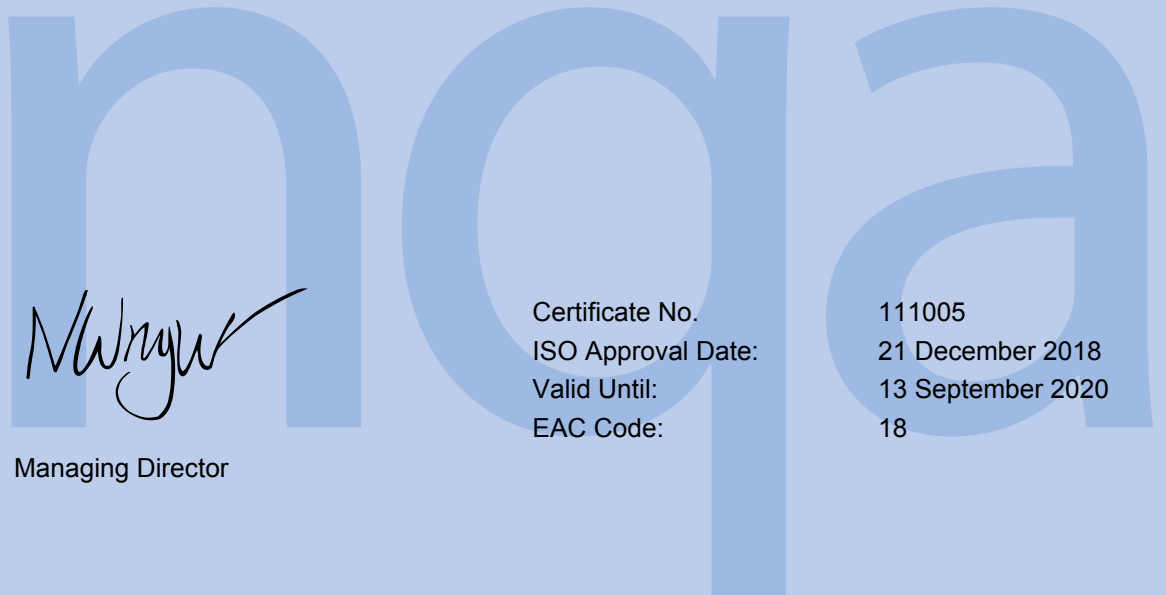 nqa
Certificate No. 111005
ISO Approval Date: 21 December 2018
Valid Until: 13 September 2020
EAC Code: 18
Managing Director